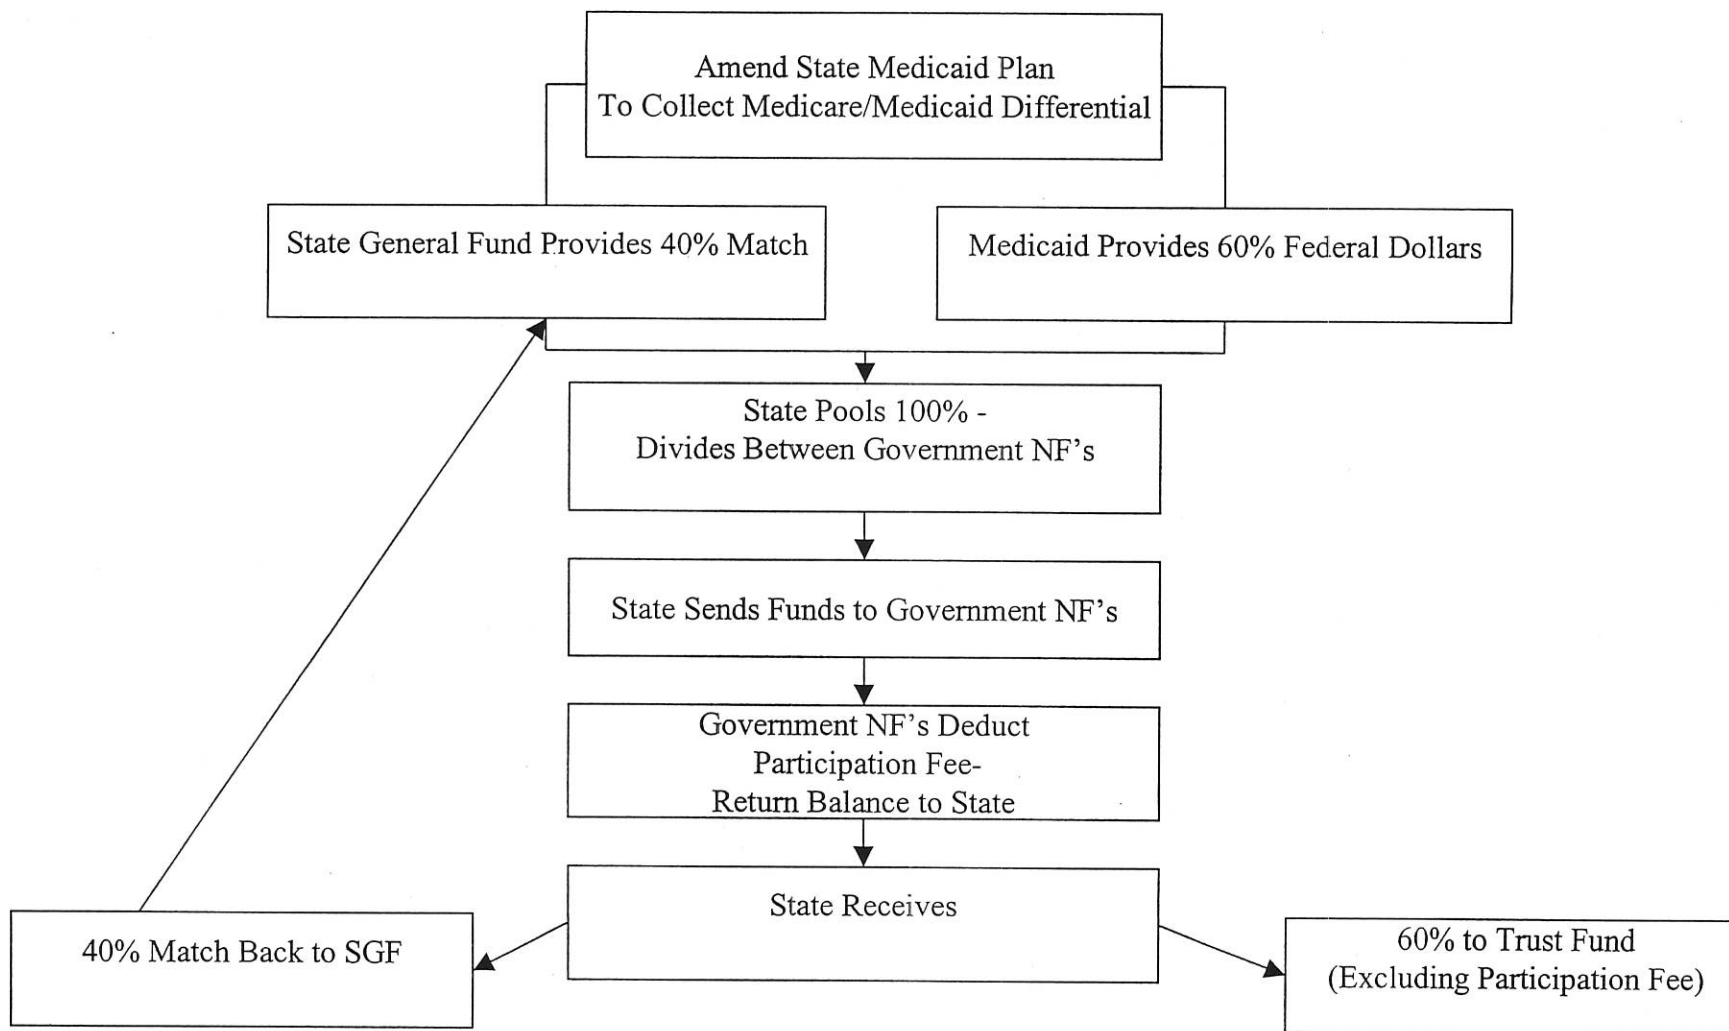 Amend State Medicaid Plan
To Collect Medicare/Medicaid Differential
State General Fund Provides 40% Match
Medicaid Provides 60% Federal Dollars
State Pools 100% -
Divides Between Government NF's
State Sends Funds to Government NF's
Government NF's Deduct
Participation Fee-
Return Balance to State
State Receives
40% Match Back to SGF
60% to Trust Fund
(Excluding Participation Fee)